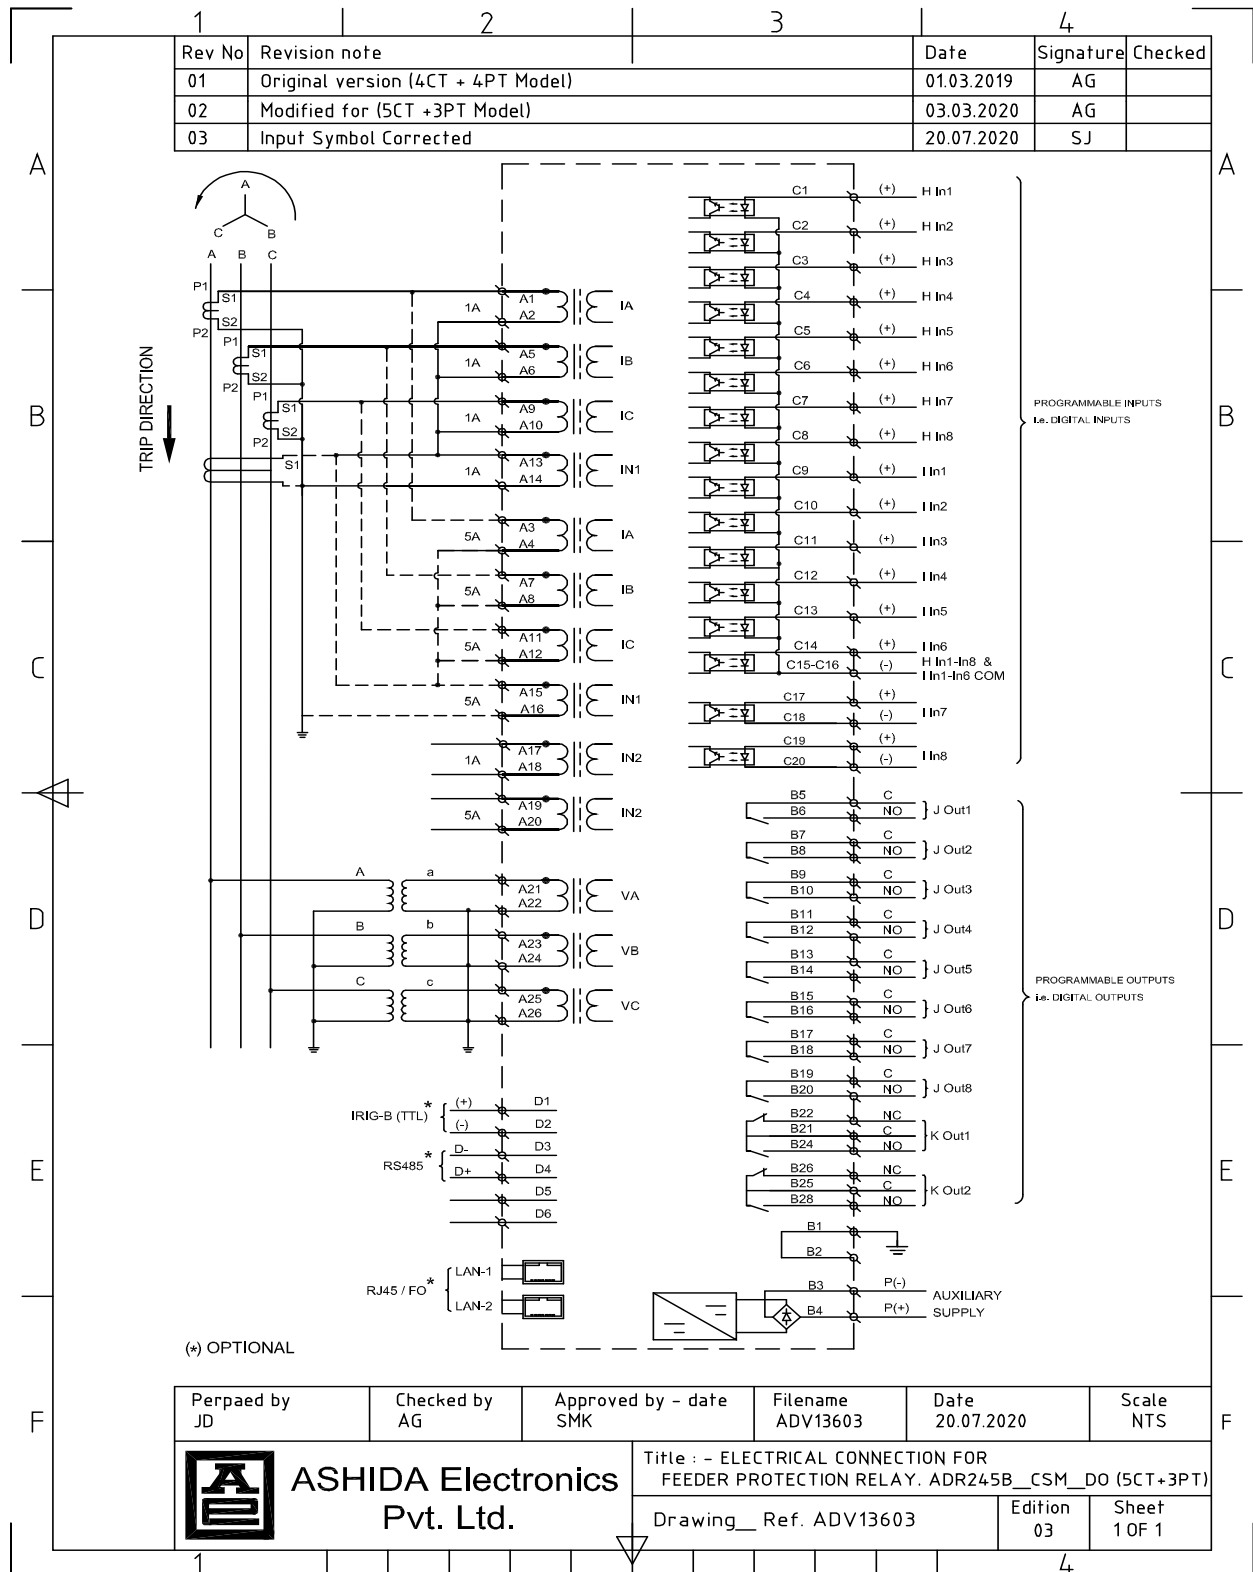 1 2 3 4
Rev No Revision note Date Signature Checked
01 Original version (4CT + 4PT Model) 01.03.2019 AG
02 Modified for (5CT +3PT Model) 03.03.2020 AG
03 Input Symbol Corrected 20.07.2020 SJ
A A
B B
C C
D D
E E
F F
A
C B
A B C
P1 S1
S2
P2
P1 S1
S2
P2
P1 S1
S2
P2
S1
TRIP DIRECTION
1A A1 A2 IA
1A A5 A6 IB
1A A9 A10 IC
1A A13 A14 IN1
5A A3 A4 IA
5A A7 A8 IB
5A A11 A12 IC
5A A15 A16 IN1
1A A17 A18 IN2
5A A19 A20 IN2
A a A21 A22 VA
B b A23 A24 VB
C c A25 A26 VC
IRIG-B (TTL) * (+) D1
(-) D2
RS485 * D- D3
D+ D4
D5
D6
RJ45 / FO * LAN-1
LAN-2
(*) OPTIONAL
C1 (+) H In1
C2 (+) H In2
C3 (+) H In3
C4 (+) H In4
C5 (+) H In5
C6 (+) H In6
C7 (+) H In7
C8 (+) H In8
C9 (+) I In1
C10 (+) I In2
C11 (+) I In3
C12 (+) I In4
C13 (+) I In5
C14 (+) I In6
C15-C16 (-) H In1-In8 &
I In1-In6 COM
C17 (+) I In7
C18 (-)
C19 (+) I In8
C20 (-)
PROGRAMMABLE INPUTS
i.e. DIGITAL INPUTS
B5 C J Out1
B6 NO
B7 C J Out2
B8 NO
B9 C J Out3
B10 NO
B11 C J Out4
B12 NO
B13 C J Out5
B14 NO
B15 C J Out6
B16 NO
B17 C J Out7
B18 NO
B19 C J Out8
B20 NO
B22 NC
B21 C K Out1
B24 NO
B26 NC
B25 C K Out2
B28 NO
PROGRAMMABLE OUTPUTS
i.e. DIGITAL OUTPUTS
B1
B2
B3 P(-) AUXILIARY
B4 P(+) SUPPLY
Perpaed by Checked by Approved by - date Filename Date Scale
JD AG SMK ADV13603 20.07.2020 NTS
ASHIDA Electronics
Pvt. Ltd.
Title : - ELECTRICAL CONNECTION FOR
FEEDER PROTECTION RELAY. ADR245B__CSM__DO (5CT+3PT)
Drawing__ Ref. ADV13603
Edition Sheet
03 1 OF 1
1 4